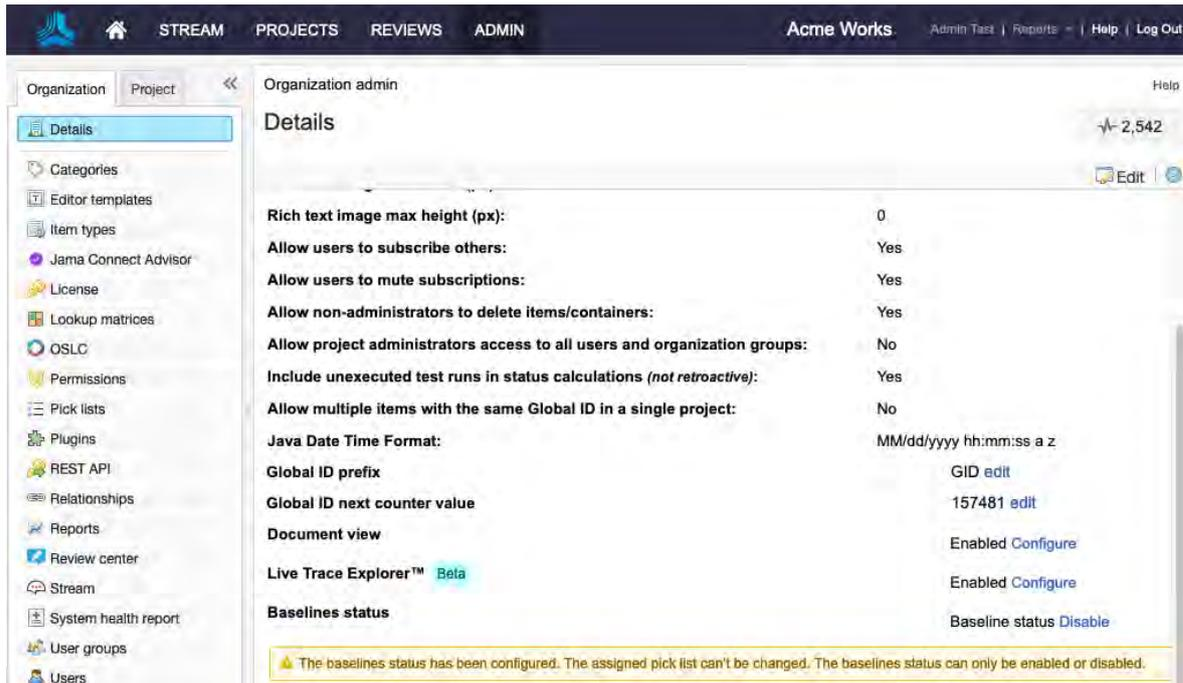 STREAM PROJECTS REVIEWS ADMIN Acme Works Admin Test | Reports | Help | Log Out
Organization Project
Details
Categories
Editor templates
Item types
Jama Connect Advisor
License
Lookup matrices
OSLC
Permissions
Pick lists
Plugins
REST API
Relationships
Reports
Review center
Stream
System health report
User groups
Users
Organization admin Help
Details 2,542
Edit
Rich text image max height (px): 0
Allow users to subscribe others: Yes
Allow users to mute subscriptions: Yes
Allow non-administrators to delete items/containers: Yes
Allow project administrators access to all users and organization groups: No
Include unexecuted test runs in status calculations (not retroactive): Yes
Allow multiple items with the same Global ID in a single project: No
Java Date Time Format: MM/dd/yyyy hh:mm:ss a z
Global ID prefix GID edit
Global ID next counter value 157481 edit
Document view Enabled Configure
Live Trace Explorer™ Beta Enabled Configure
Baselines status Baseline status Disable
The baselines status has been configured. The assigned pick list can't be changed. The baselines status can only be enabled or disabled.